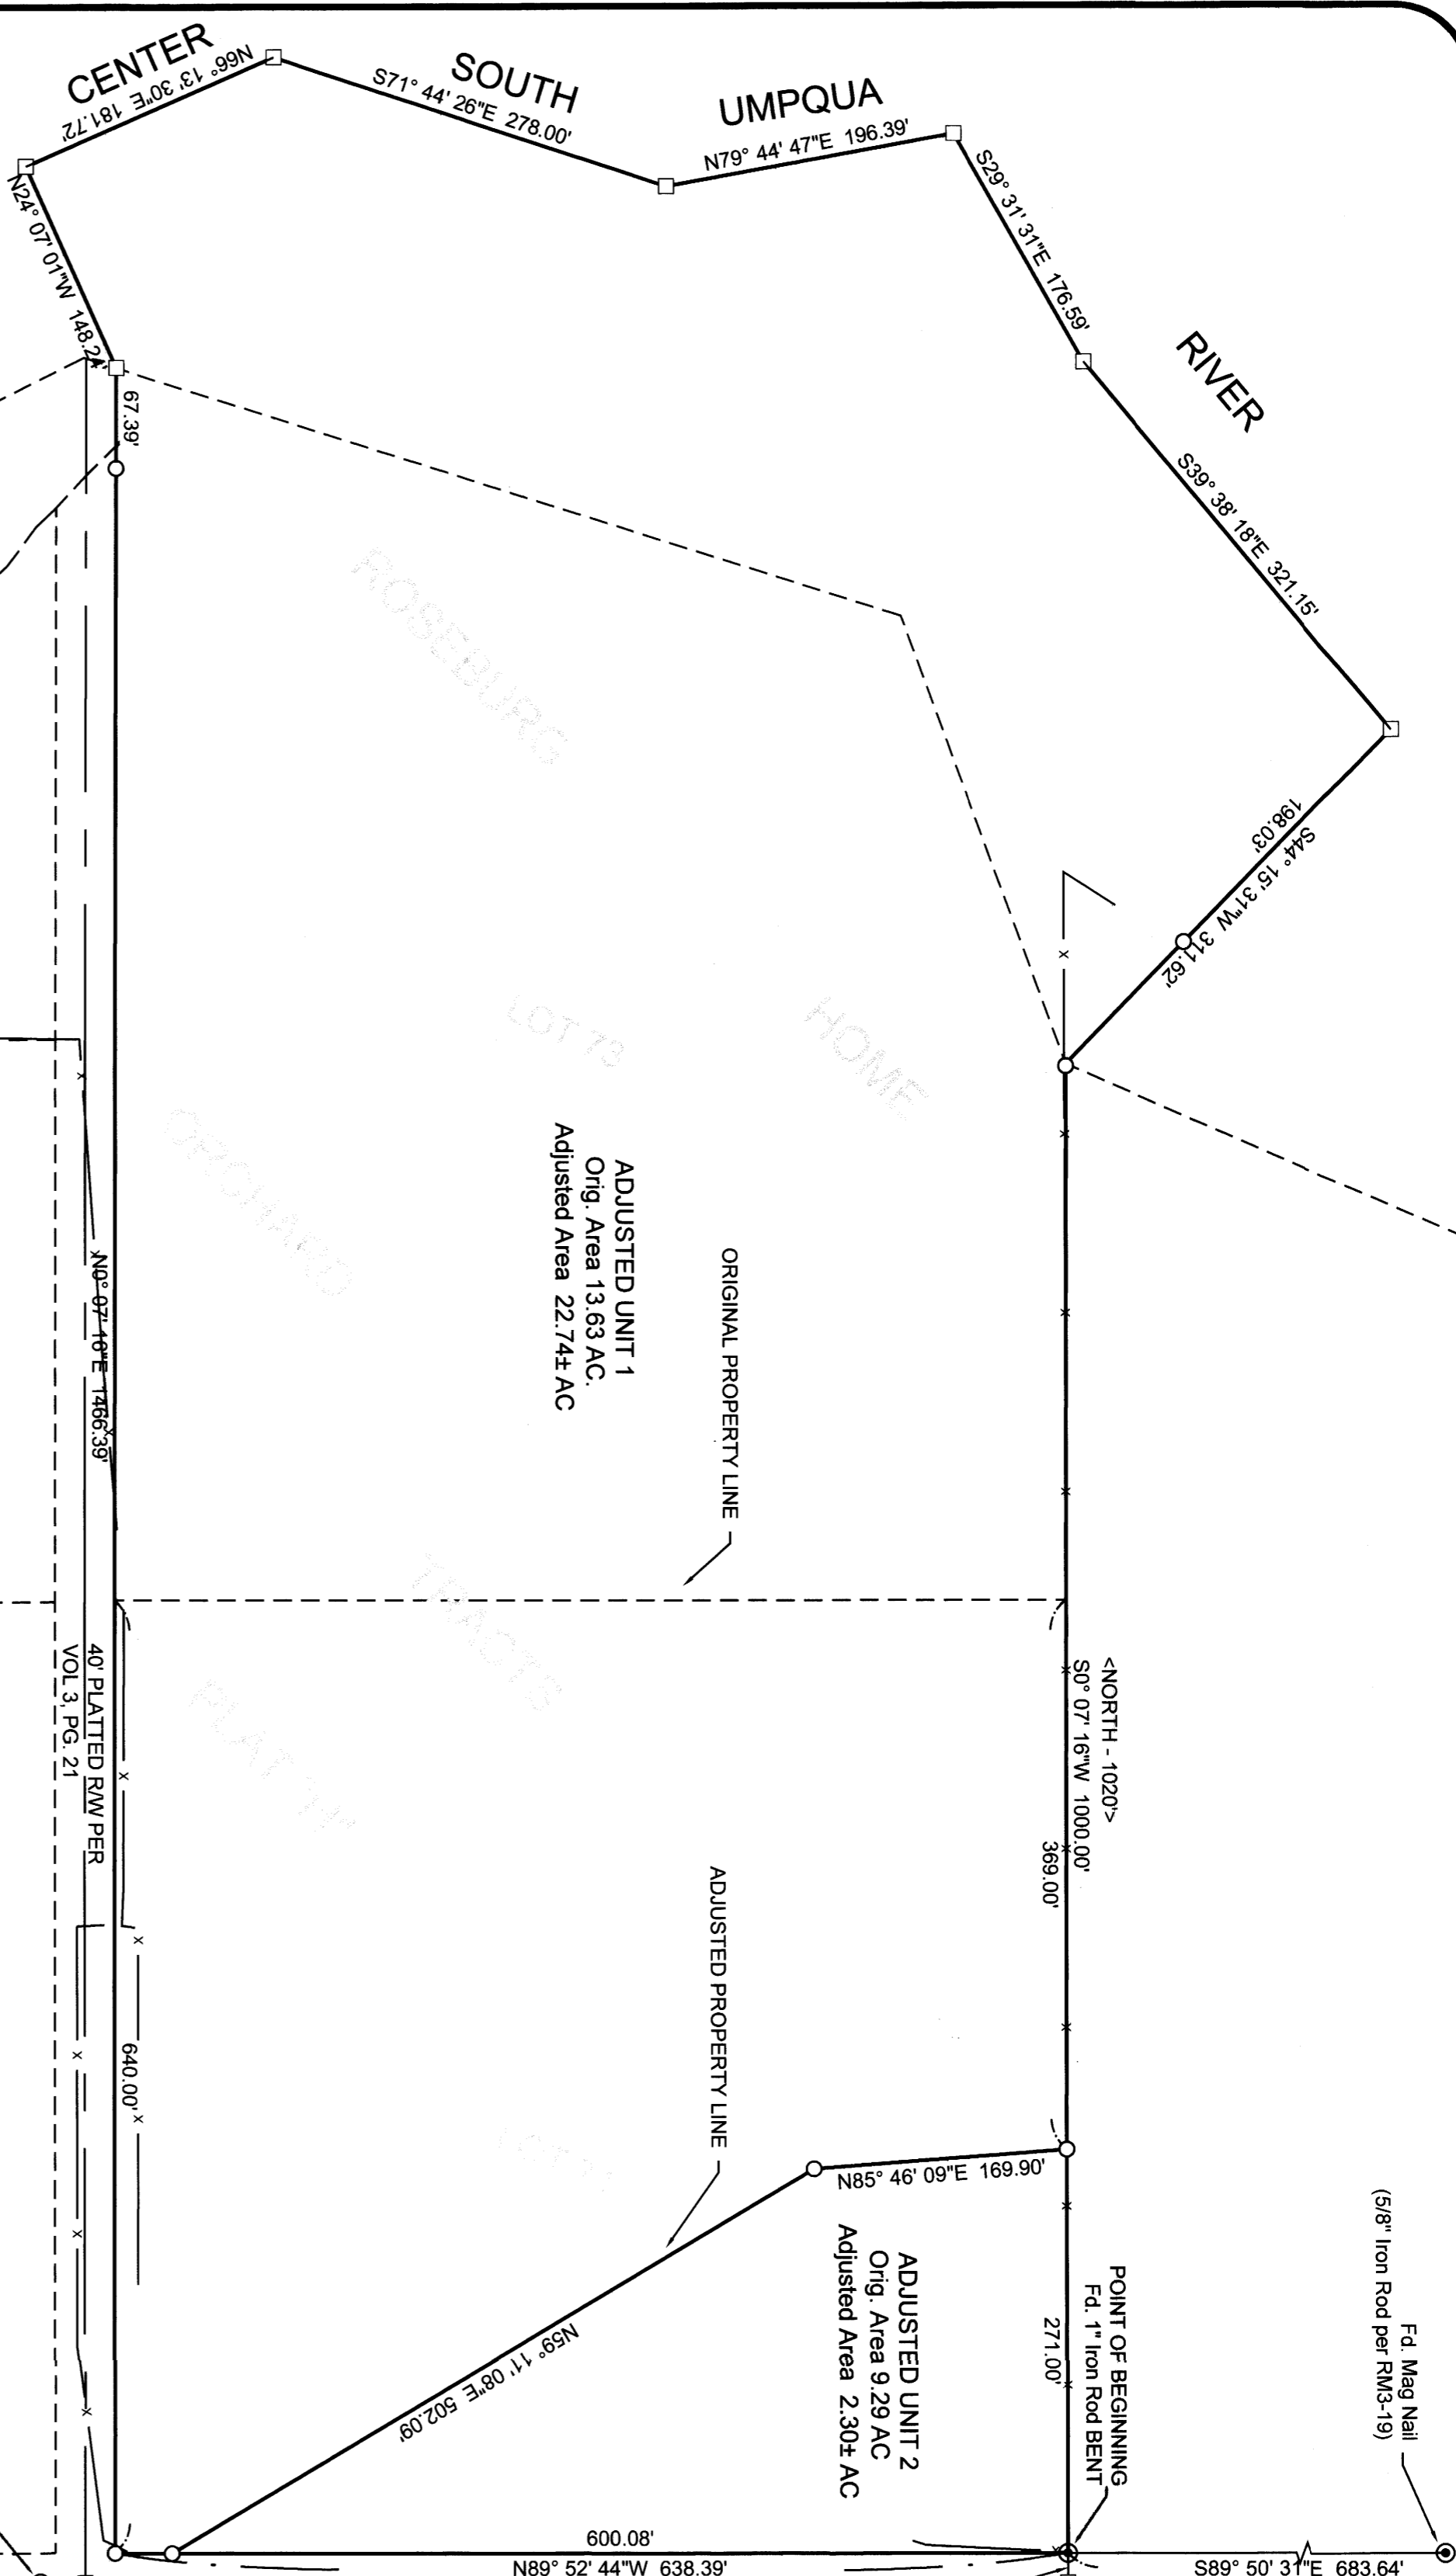 CENTER
N66° 13' 30"E 181.72'
SOUTH
S71° 44' 26"E 278.00'
UMPQUA
N79° 44' 47"E 196.39'
S29° 31' 31"E 176.59'
RIVER
S39° 38' 18"E 321.15'
198.03'
S44° 15' 31"W 311.62'
N24° 07' 01"W 148.24'
67.39'
ROSEBURG
HOME
LOT 73
ORCHARD
TRACTS
ADJUSTED UNIT 1
Orig. Area 13.63 AC.
Adjusted Area 22.74± AC
ORIGINAL PROPERTY LINE
N0° 07' 16"E 1466.39'
40' PLATTED R/W PER
VOL 3, PG. 21
<NORTH - 1020'>
S0° 07' 16"W 1000.00'
369.00'
ADJUSTED PROPERTY LINE
640.00'
N85° 46' 09"E 169.90'
N59° 11' 08"E 502.09'
ADJUSTED UNIT 2
Orig. Area 9.29 AC
Adjusted Area 2.30± AC
271.00'
POINT OF BEGINNING
Fd. 1" Iron Rod BENT
Fd. Mag Nail
(5/8" Iron Rod per RM3-19)
600.08'
N89° 52' 44"W 638.39'
S89° 50' 31"E 683.64'
PLAT
LOT